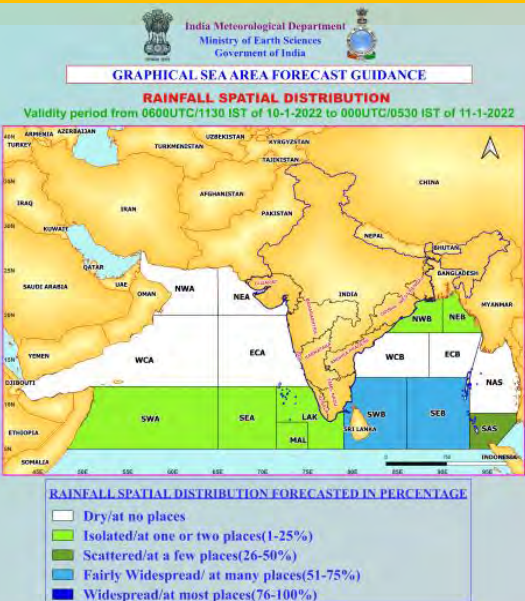 India Meteorological Department
Ministry of Earth Sciences
Goverment of India
GRAPHICAL SEA AREA FORECAST GUIDANCE
RAINFALL SPATIAL DISTRIBUTION
Validity period from 0600UTC/1130 IST of 10-1-2022 to 000UTC/0530 IST of 11-1-2022
ARMENIA AZERBAIJAN
TURKEY
TURKMENISTAN
UZBEKISTAN
KYRGYZSTAN
TAJIKISTAN
CHINA
IRAQ
IRAN
AFGHANISTAN
PAKISTAN
KUWAIT
NEPAL
BHUTAN
BANGLADESH
QATAR
UAE
SAUDI ARABIA
OMAN
NWA
NEA
INDIA
MYANMAR
NWB
NEB
YEMEN
WCA
ECA
WCB
ECB
NAS
DJIBOUTI
ETHIOPIA
SWA
SEA
LAK
MAL
SWB
SEB
SAS
SRI LANKA
SOMALIA
INDONESIA
RAINFALL SPATIAL DISTRIBUTION FORECASTED IN PERCENTAGE
Dry/at no places
Isolated/at one or two places(1-25%)
Scattered/at a few places(26-50%)
Fairly Widespread/ at many places(51-75%)
Widespread/at most places(76-100%)